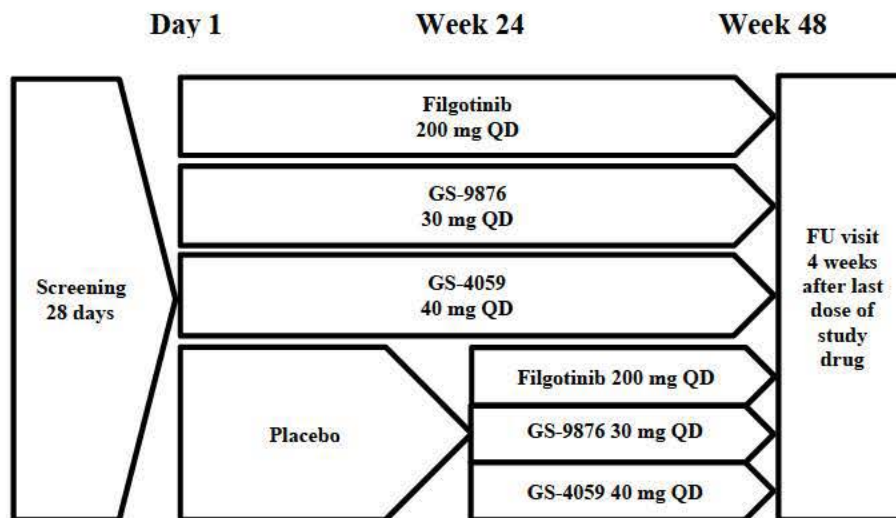 Day 1
Week 24
Week 48
Screening
28 days
Filgotinib
200 mg QD
GS-9876
30 mg QD
GS-4059
40 mg QD
Placebo
Filgotinib 200 mg QD
GS-9876 30 mg QD
GS-4059 40 mg QD
FU visit
4 weeks
after last
dose of
study
drug